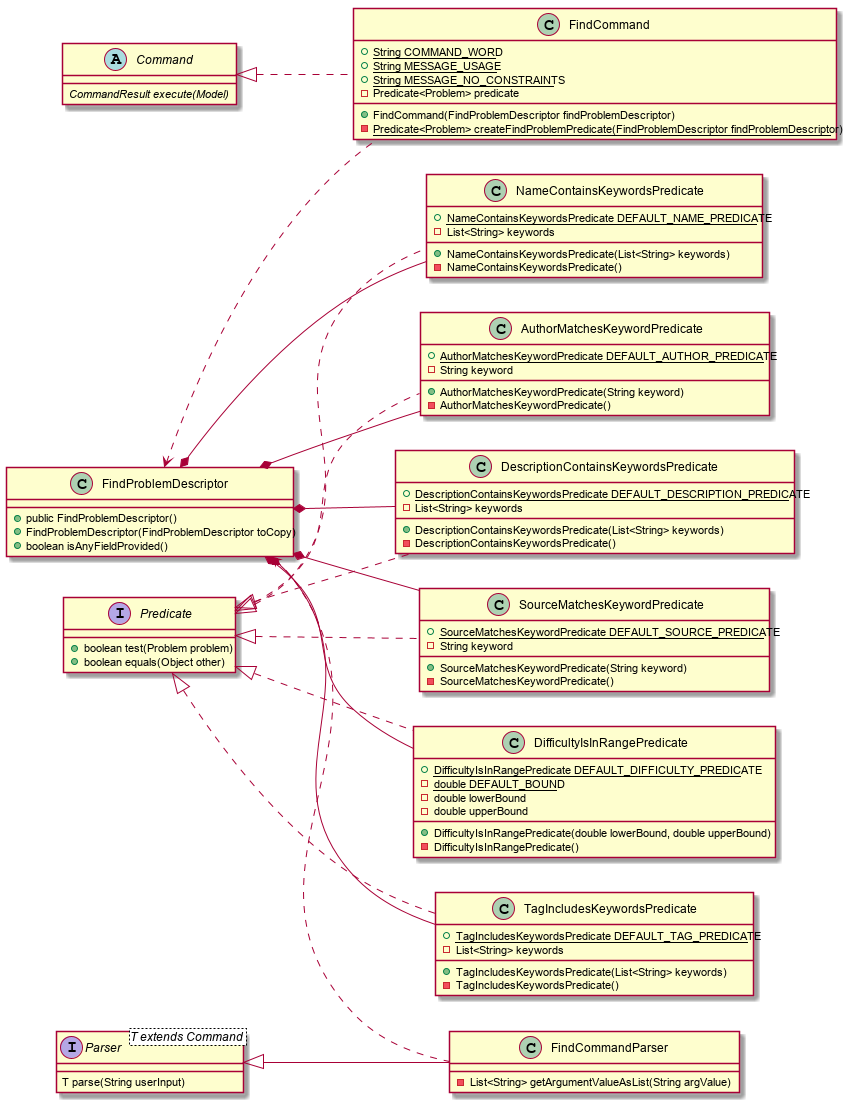 C FindCommand
String COMMAND_WORD
String MESSAGE_USAGE
String MESSAGE_NO_CONSTRAINTS
Predicate<Problem> predicate
FindCommand(FindProblemDescriptor findProblemDescriptor)
Predicate<Problem> createFindProblemPredicate(FindProblemDescriptor findProblemDescriptor)
A Command
CommandResult execute(Model)
C NameContainsKeywordsPredicate
NameContainsKeywordsPredicate DEFAULT_NAME_PREDICATE
List<String> keywords
NameContainsKeywordsPredicate(List<String> keywords)
NameContainsKeywordsPredicate()
C AuthorMatchesKeywordPredicate
AuthorMatchesKeywordPredicate DEFAULT_AUTHOR_PREDICATE
String keyword
AuthorMatchesKeywordPredicate(String keyword)
AuthorMatchesKeywordPredicate()
C DescriptionContainsKeywordsPredicate
DescriptionContainsKeywordsPredicate DEFAULT_DESCRIPTION_PREDICATE
List<String> keywords
DescriptionContainsKeywordsPredicate(List<String> keywords)
DescriptionContainsKeywordsPredicate()
C FindProblemDescriptor
public FindProblemDescriptor()
FindProblemDescriptor(FindProblemDescriptor toCopy)
boolean isAnyFieldProvided()
C SourceMatchesKeywordPredicate
SourceMatchesKeywordPredicate DEFAULT_SOURCE_PREDICATE
String keyword
SourceMatchesKeywordPredicate(String keyword)
SourceMatchesKeywordPredicate()
I Predicate
boolean test(Problem problem)
boolean equals(Object other)
C DifficultyIsInRangePredicate
DifficultyIsInRangePredicate DEFAULT_DIFFICULTY_PREDICATE
double DEFAULT_BOUND
double lowerBound
double upperBound
DifficultyIsInRangePredicate(double lowerBound, double upperBound)
DifficultyIsInRangePredicate()
C TagIncludesKeywordsPredicate
TagIncludesKeywordsPredicate DEFAULT_TAG_PREDICATE
List<String> keywords
TagIncludesKeywordsPredicate(List<String> keywords)
TagIncludesKeywordsPredicate()
T extends Command
I Parser
T parse(String userInput)
C FindCommandParser
List<String> getArgumentValueAsList(String argValue)